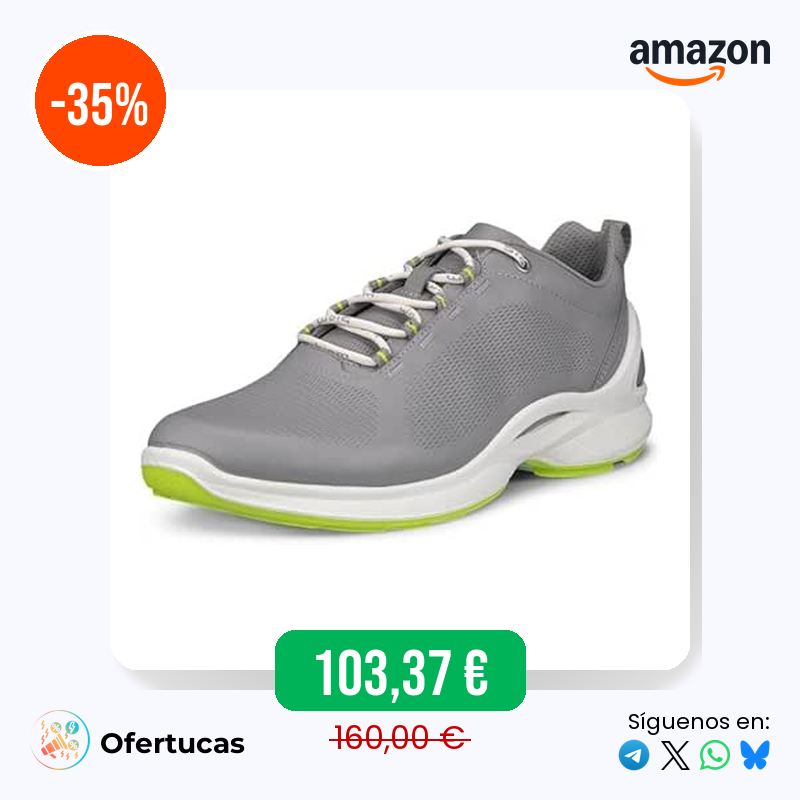 -35%
amazon
103,37 €
160,00 €
Ofertucas
Síguenos en: